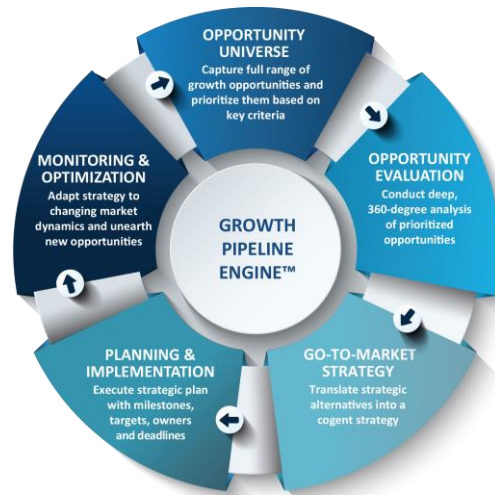 OPPORTUNITY
UNIVERSE
Capture full range of
growth opportunities and
prioritize them based on
key criteria
OPPORTUNITY
EVALUATION
Conduct deep,
360-degree analysis
of prioritized
opportunities
GO-TO-MARKET
STRATEGY
Translate strategic
alternatives into a
cogent strategy
PLANNING &
IMPLEMENTATION
Execute strategic plan
with milestones,
targets, owners
and deadlines
MONITORING &
OPTIMIZATION
Adapt strategy to
changing market
dynamics and unearth
new opportunities
GROWTH
PIPELINE
ENGINE™